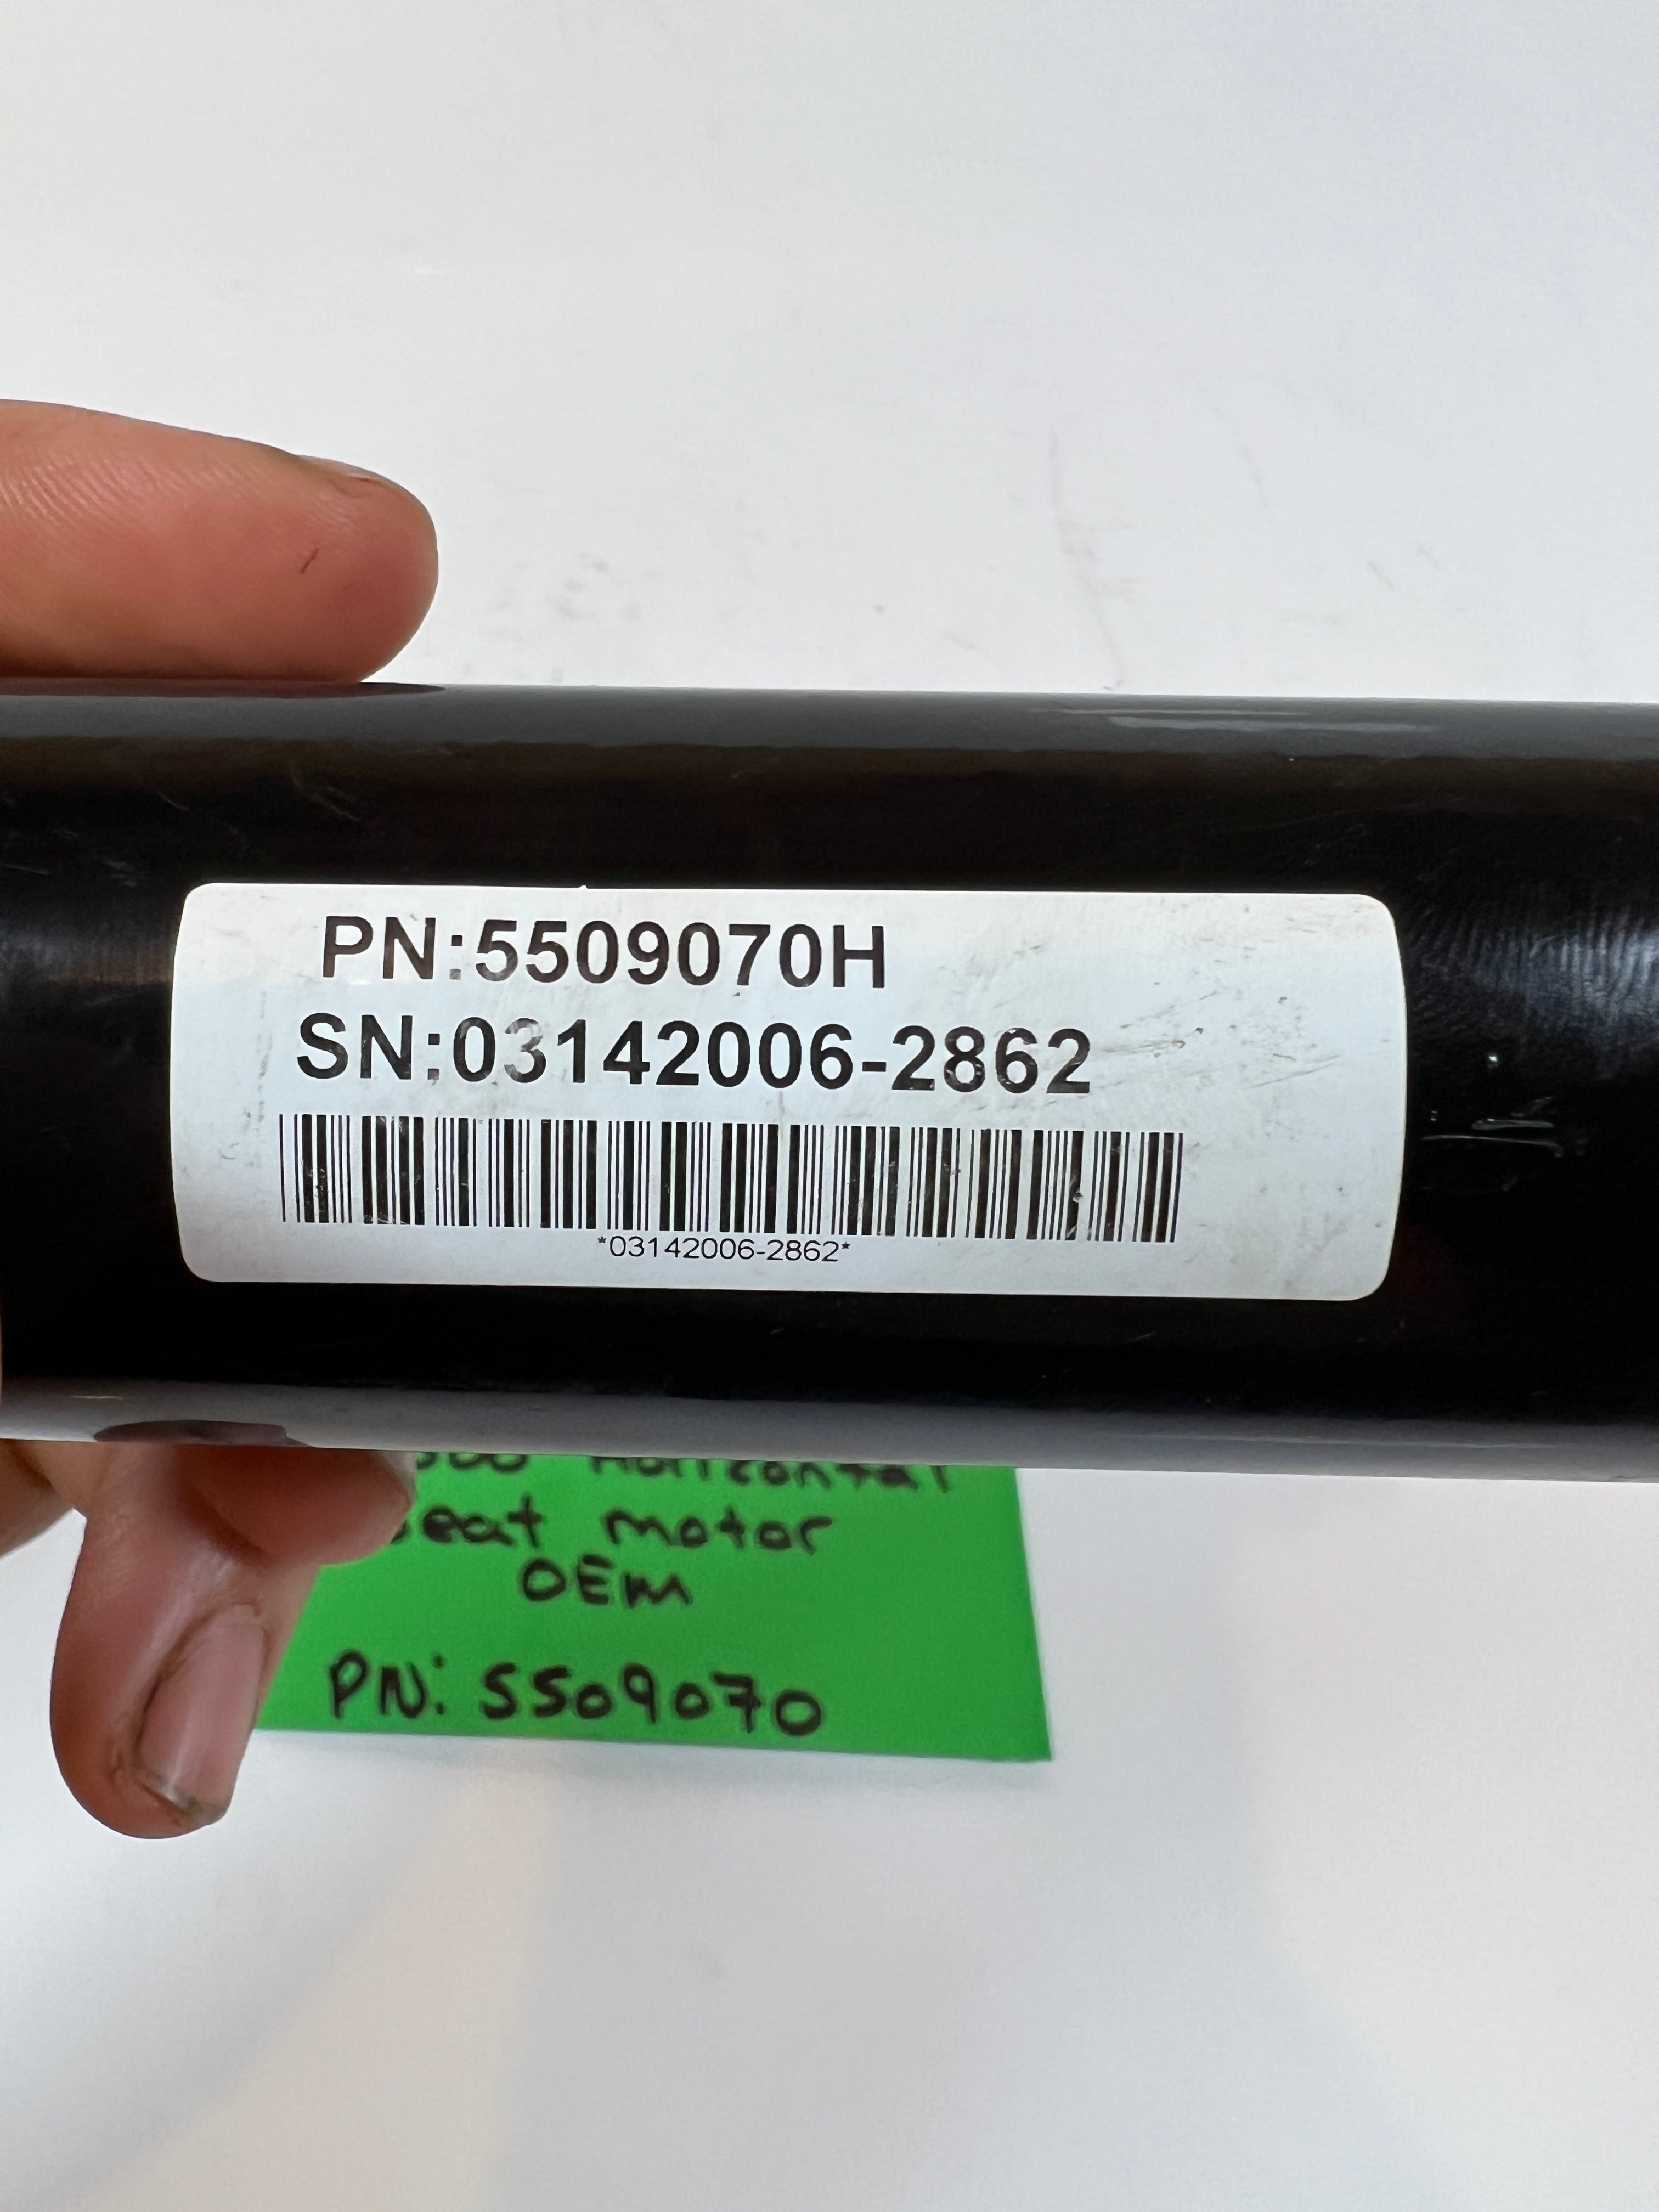 PN:5509070H
SN:03142006-2862
*03142006-2862*
Horizontal
seat motor
OEM
PN: 5509070